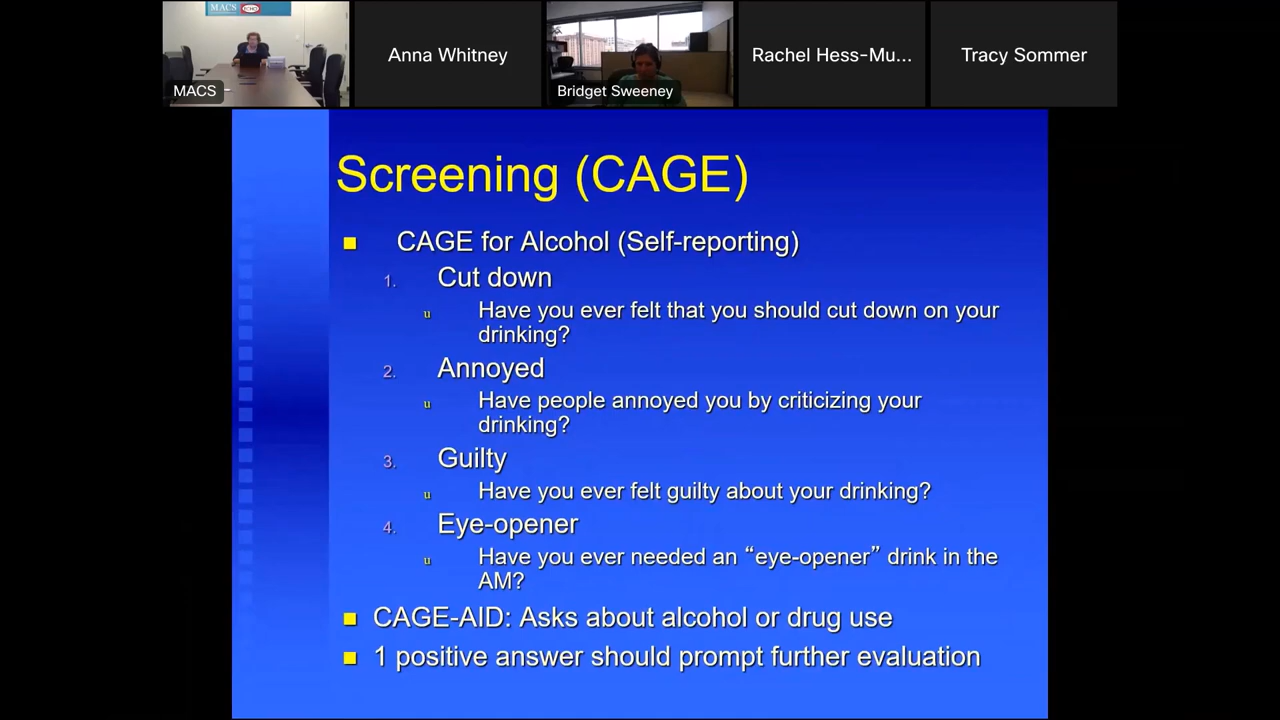 MACS
MACS
Anna Whitney
Bridget Sweeney
Rachel Hess-Mu...
Tracy Sommer
Screening (CAGE)
CAGE for Alcohol (Self-reporting)
1. Cut down
u Have you ever felt that you should cut down on your
drinking?
2. Annoyed
u Have people annoyed you by criticizing your
drinking?
3. Guilty
u Have you ever felt guilty about your drinking?
4. Eye-opener
u Have you ever needed an “eye-opener” drink in the
AM?
CAGE-AID: Asks about alcohol or drug use
1 positive answer should prompt further evaluation